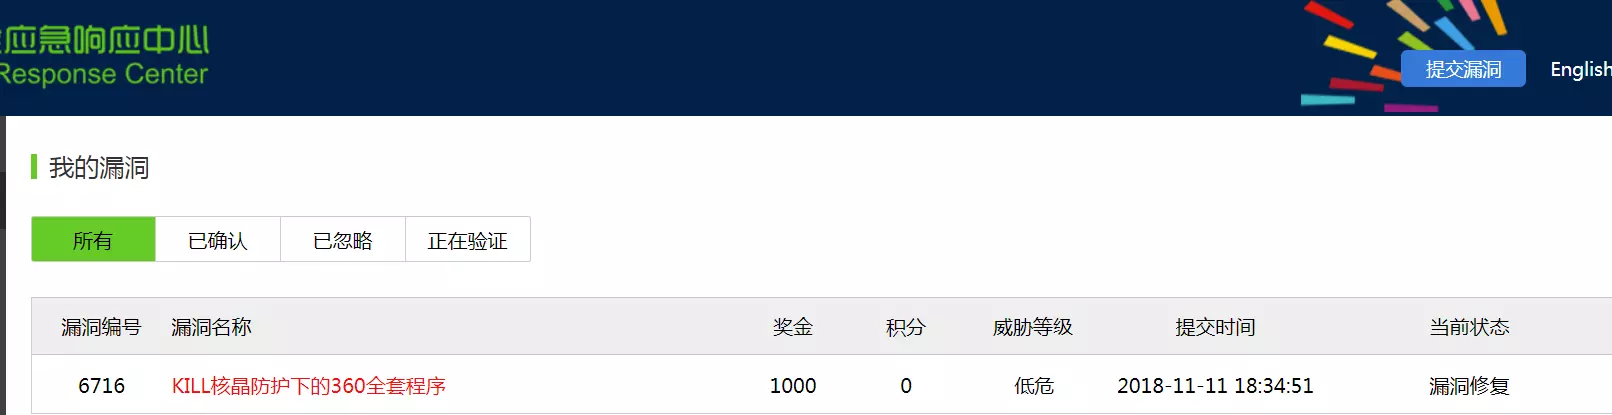 应急响应中心
Response Center
提交漏洞 English
我的漏洞
所有 已确认 已忽略 正在验证
漏洞编号 漏洞名称 奖金 积分 威胁等级 提交时间 当前状态
6716 KILL核晶防护下的360全套程序 1000 0 低危 2018-11-11 18:34:51 漏洞修复